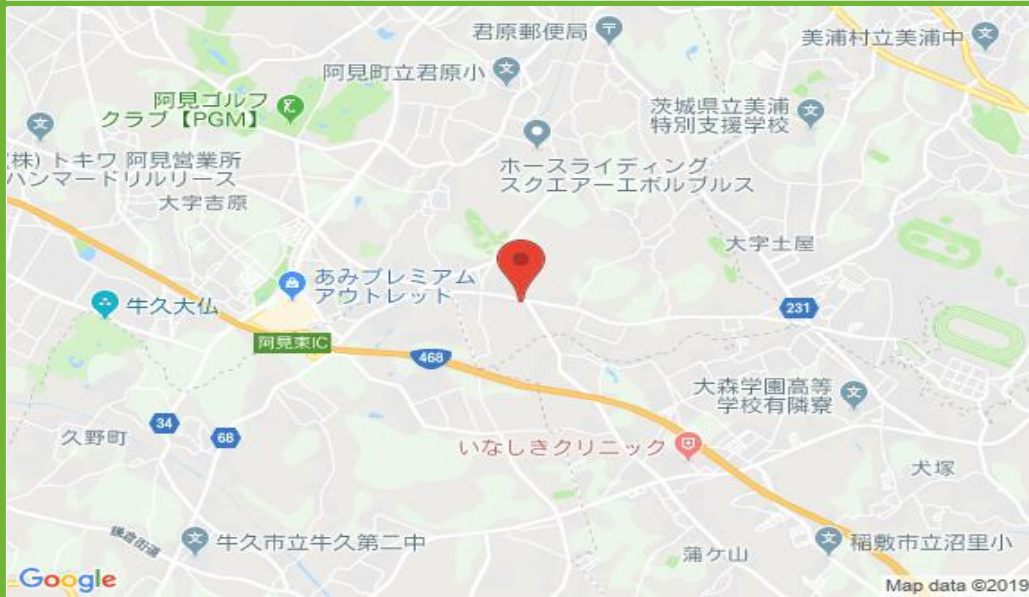 君原郵便局
美浦村立美浦中
阿見町立君原小
阿見ゴルフ
クラブ【PGM】
茨城県立美浦
特別支援学校
(株)トキワ 阿見営業所
ハンマードリルリース
ホースライディング
スクエアーエボルブルス
大字吉原
大字土屋
あみプレミアム
アウトレット
牛久大仏
231
阿見東IC
468
大森学園高等
学校有隣寮
34
68
久野町
いなしきクリニック
犬塚
鎌倉街道
牛久市立牛久第二中
蒲ケ山
稲敷市立沼里小
Google
Map data ©2019